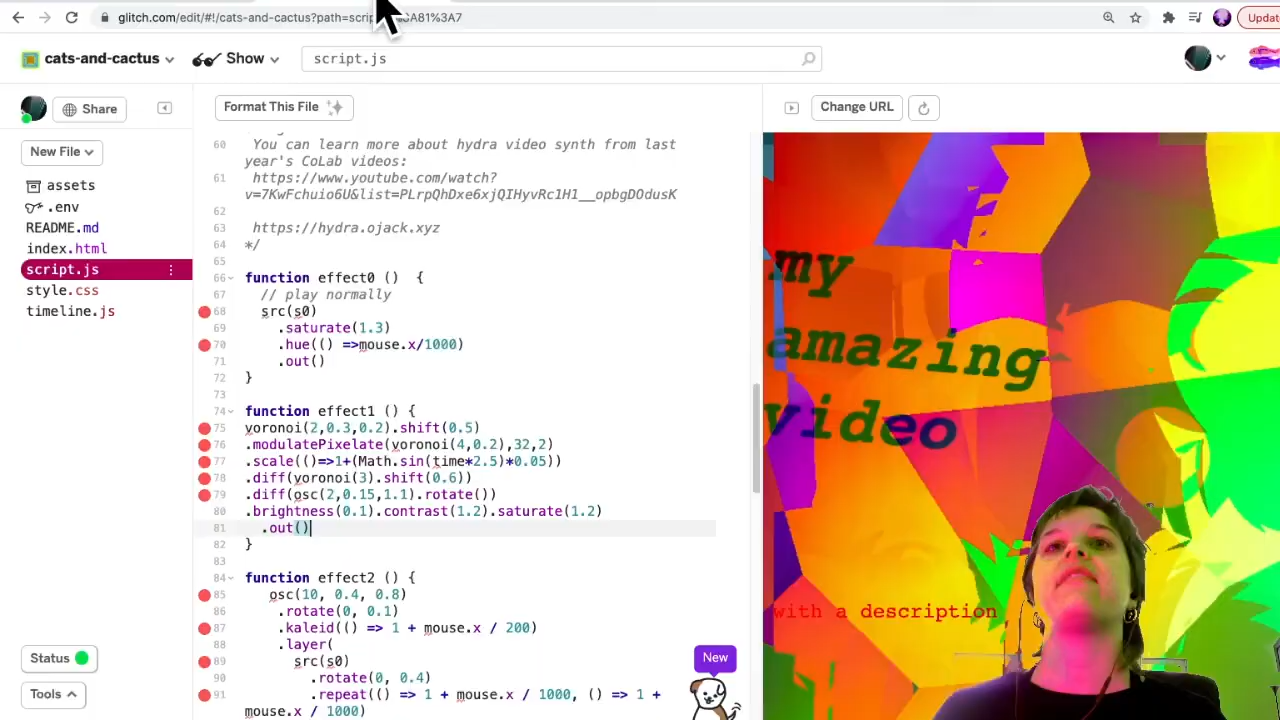 glitch.com/edit/#!/cats-and-cactus?path=scrip
%3A81%3A7
Updat
cats-and-cactus
Show
script.js
Share
Format This File
Change URL
New File
assets
.env
README.md
index.html
script.js
style.css
timeline.js
Status
Tools
60 You can learn more about hydra video synth from last
year's CoLab videos:
61 https://www.youtube.com/watch?
v=7KwFchuio6U&list=PLrpQhDxe6xjQIHyvRc1H1__opbgDOdusK
62
63 https://hydra.ojack.xyz
64 */
65
66 function effect0 () {
67 // play normally
68 src(s0)
69 .saturate(1.3)
70 .hue(() =>mouse.x/1000)
71 .out()
72 }
73
74 function effect1 () {
75 voronoi(2,0.3,0.2).shift(0.5)
76 .modulatePixelate(voronoi(4,0.2),32,2)
77 .scale(()=>1+(Math.sin(time*2.5)*0.05))
78 .diff(voronoi(3).shift(0.6))
79 .diff(osc(2,0.15,1.1).rotate())
80 .brightness(0.1).contrast(1.2).saturate(1.2)
81 .out()
82 }
83
84 function effect2 () {
85 osc(10, 0.4, 0.8)
86 .rotate(0, 0.1)
87 .kaleid(() => 1 + mouse.x / 200)
88 .layer(
89 src(s0)
90 .rotate(0, 0.4)
91 .repeat(() => 1 + mouse.x / 1000, () => 1 +
mouse.x / 1000)
New
my
amazing
video
with a description